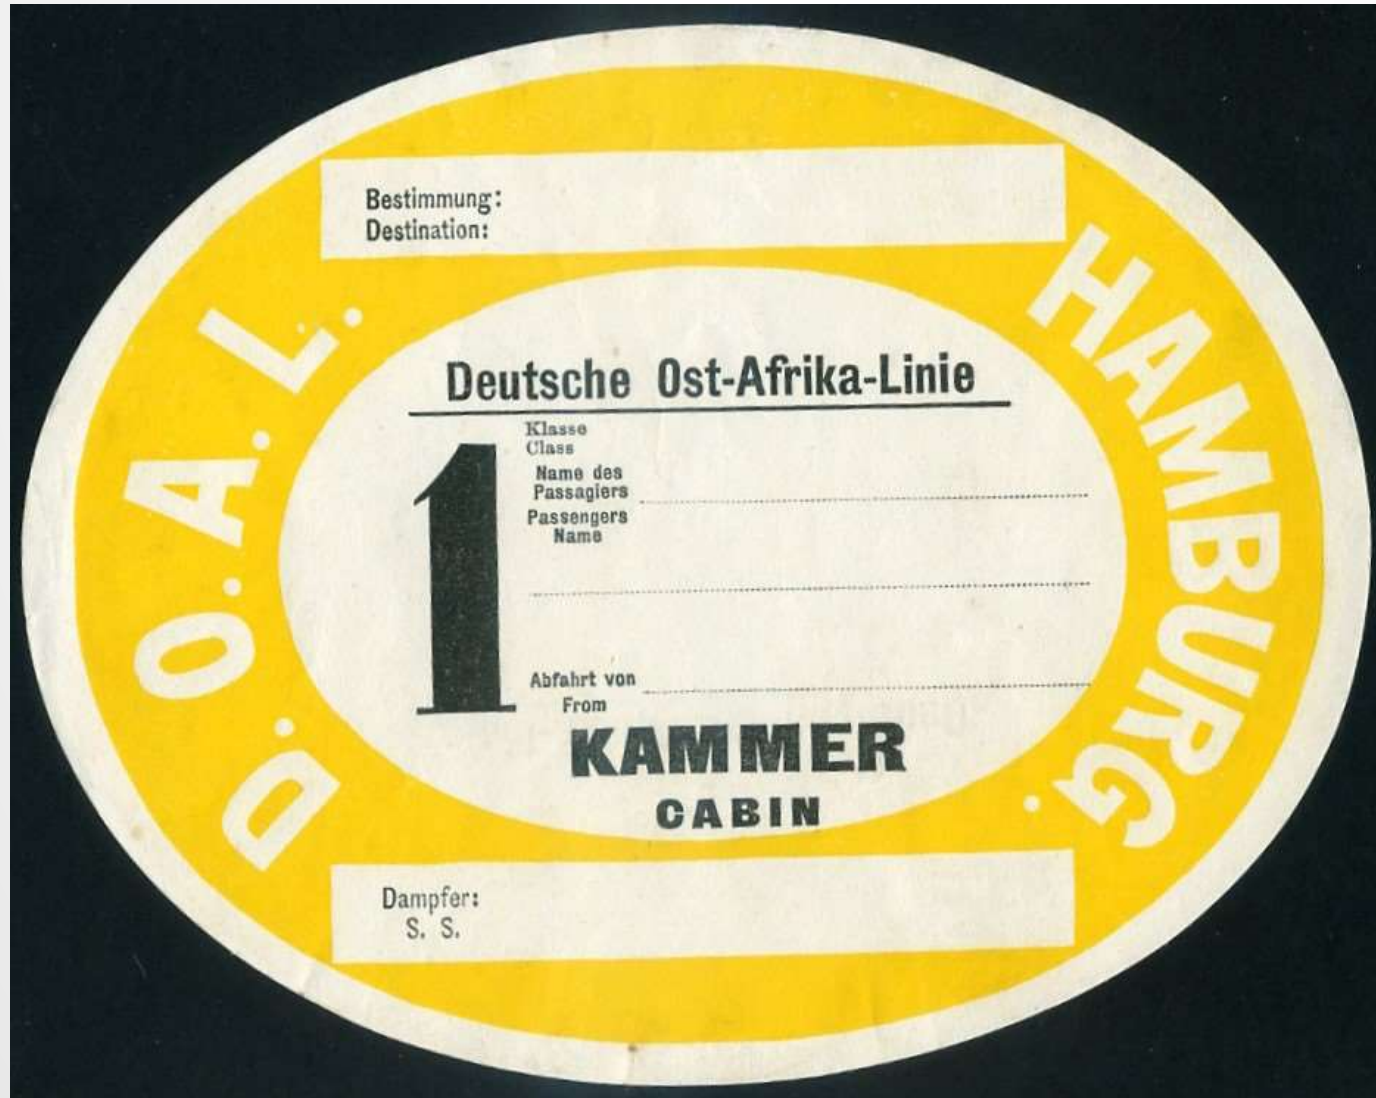 Bestimmung:
Destination:
D. O. A. L.
HAMBURG.
Deutsche Ost-Afrika-Linie
1
Klasse
Class
Name des
Passagiers
Passengers
Name
Abfahrt von
From
KAMMER
CABIN
Dampfer:
S. S.